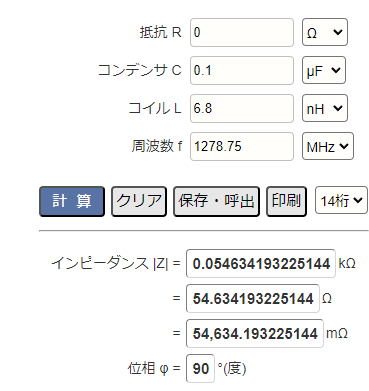 抵抗 R 0 Ω
コンデンサ C 0.1 μF
コイル L 6.8 nH
周波数 f 1278.75 MHz
計 算 クリア 保存・呼出 印刷 14桁
インピーダンス |Z| = 0.054634193225144 kΩ
= 54.634193225144 Ω
= 54,634.193225144 mΩ
位相 φ = 90 °(度)